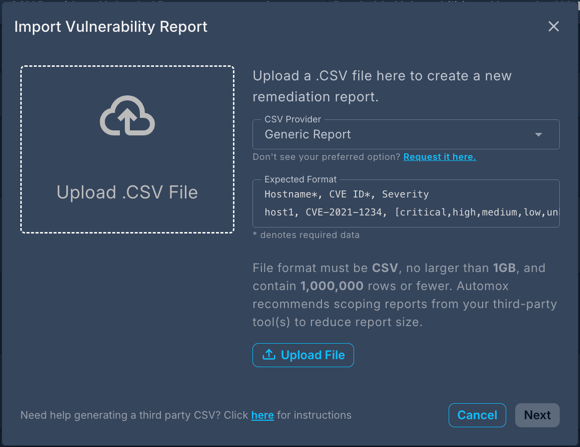 Import Vulnerability Report
Upload .CSV File
Upload a .CSV file here to create a new
remediation report.
CSV Provider
Generic Report
Don't see your preferred option? Request it here.
Expected Format
Hostname*, CVE ID*, Severity
host1, CVE-2021-1234, [critical,high,medium,low,un
* denotes required data
File format must be CSV, no larger than 1GB, and
contain 1,000,000 rows or fewer. Automox
recommends scoping reports from your third-party
tool(s) to reduce report size.
Upload File
Need help generating a third party CSV? Click here for instructions
Cancel
Next